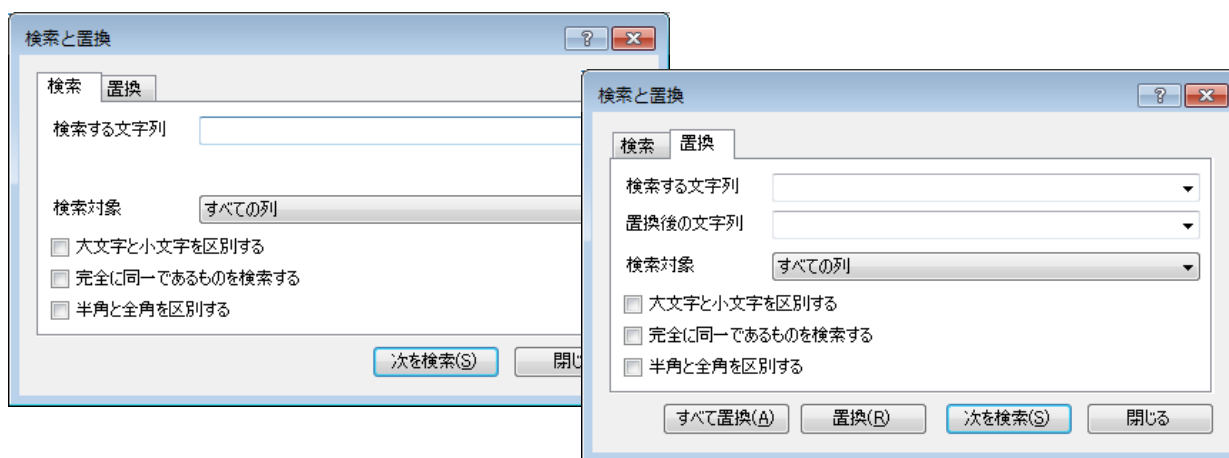 検索と置換
検索 置換
検索する文字列
検索対象 すべての列
大文字と小文字を区別する
完全に同一であるものを検索する
半角と全角を区別する
次を検索(S) 閉じ
検索と置換
検索 置換
検索する文字列
置換後の文字列
検索対象 すべての列
大文字と小文字を区別する
完全に同一であるものを検索する
半角と全角を区別する
すべて置換(A) 置換(R) 次を検索(S) 閉じる